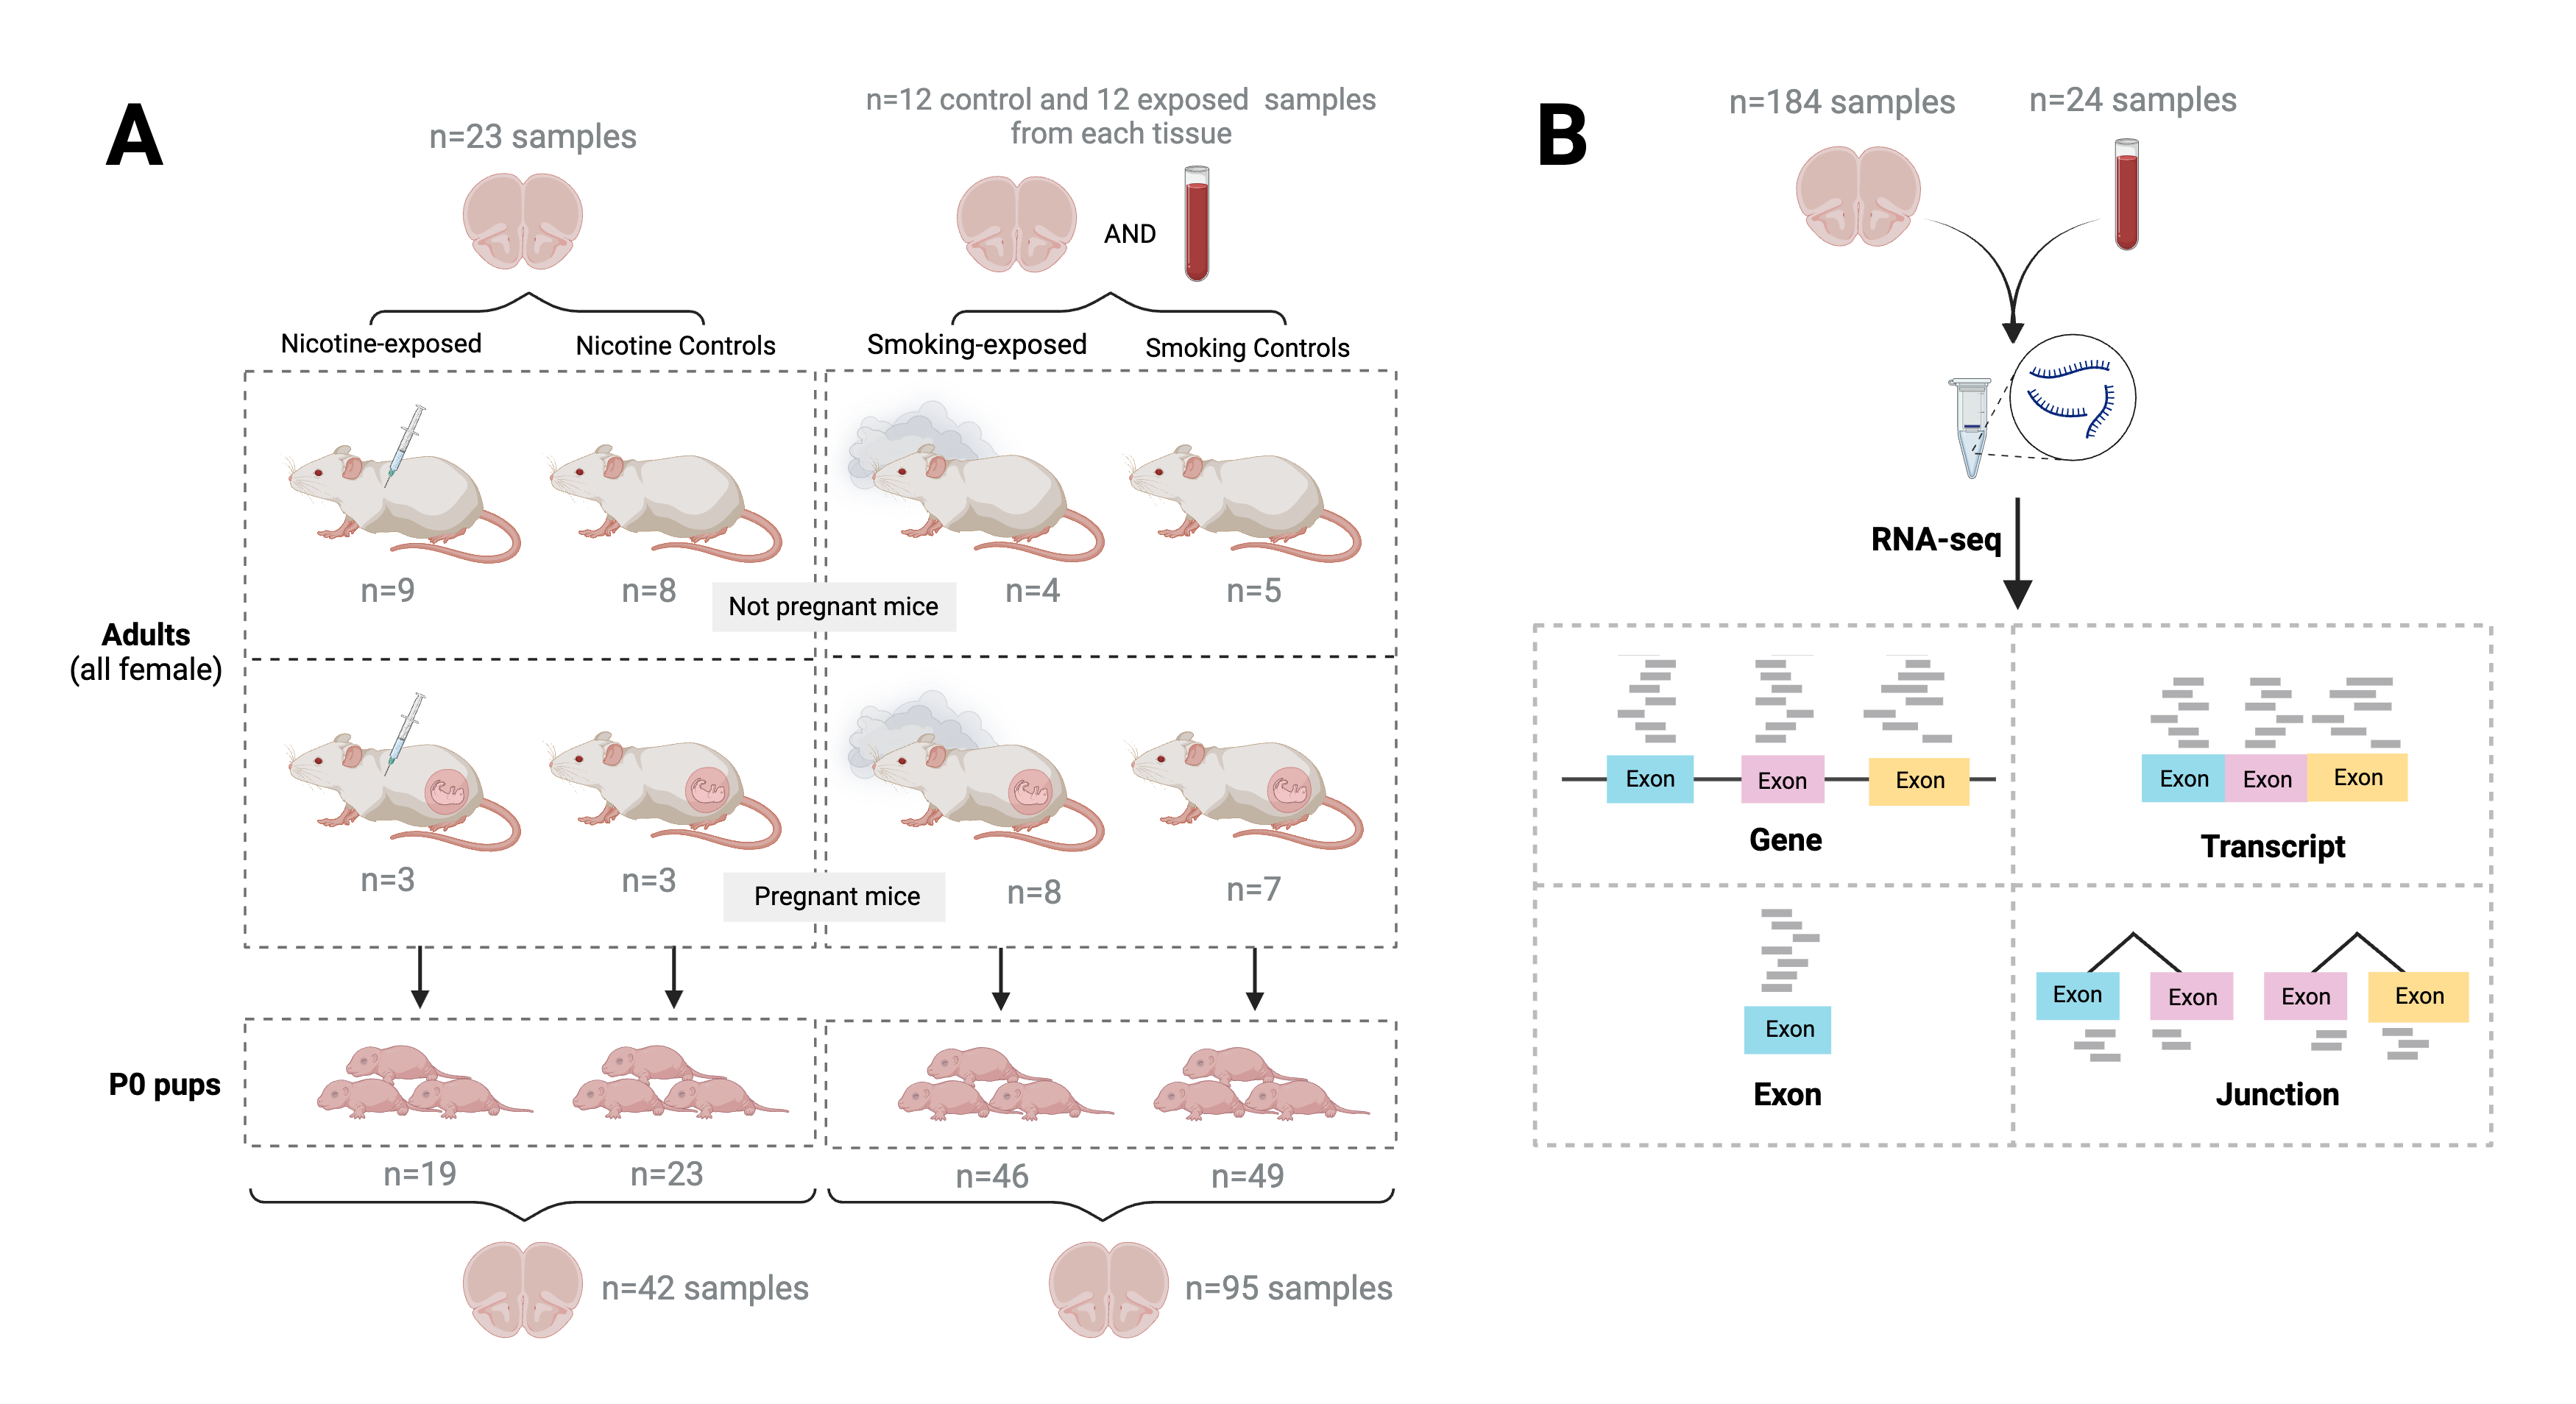 A
n=23 samples
n=12 control and 12 exposed samples
from each tissue
AND
Nicotine-exposed
Nicotine Controls
Smoking-exposed
Smoking Controls
n=9
n=8
n=4
n=5
Not pregnant mice
Adults
(all female)
n=3
n=3
n=8
n=7
Pregnant mice
P0 pups
n=19
n=23
n=46
n=49
n=42 samples
n=95 samples
B
n=184 samples
n=24 samples
RNA-seq
Exon
Exon
Exon
Gene
Exon
Exon
Exon
Transcript
Exon
Exon
Exon
Exon
Exon
Exon
Junction